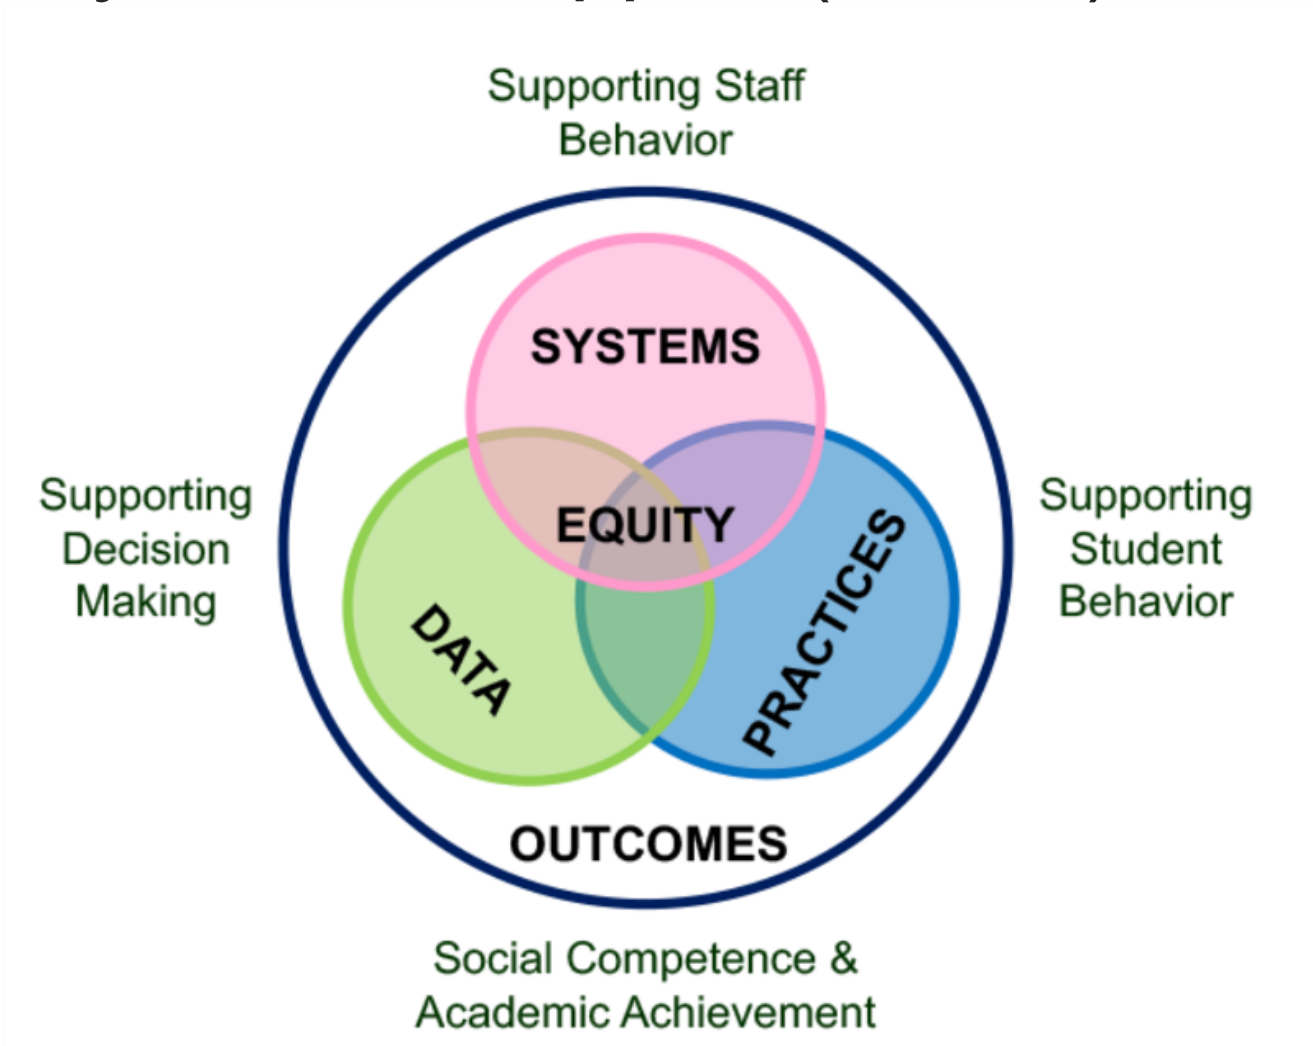 Supporting Staff
Behavior
SYSTEMS
Supporting
Decision
Making
EQUITY
Supporting
Student
Behavior
DATA
PRACTICES
OUTCOMES
Social Competence &
Academic Achievement